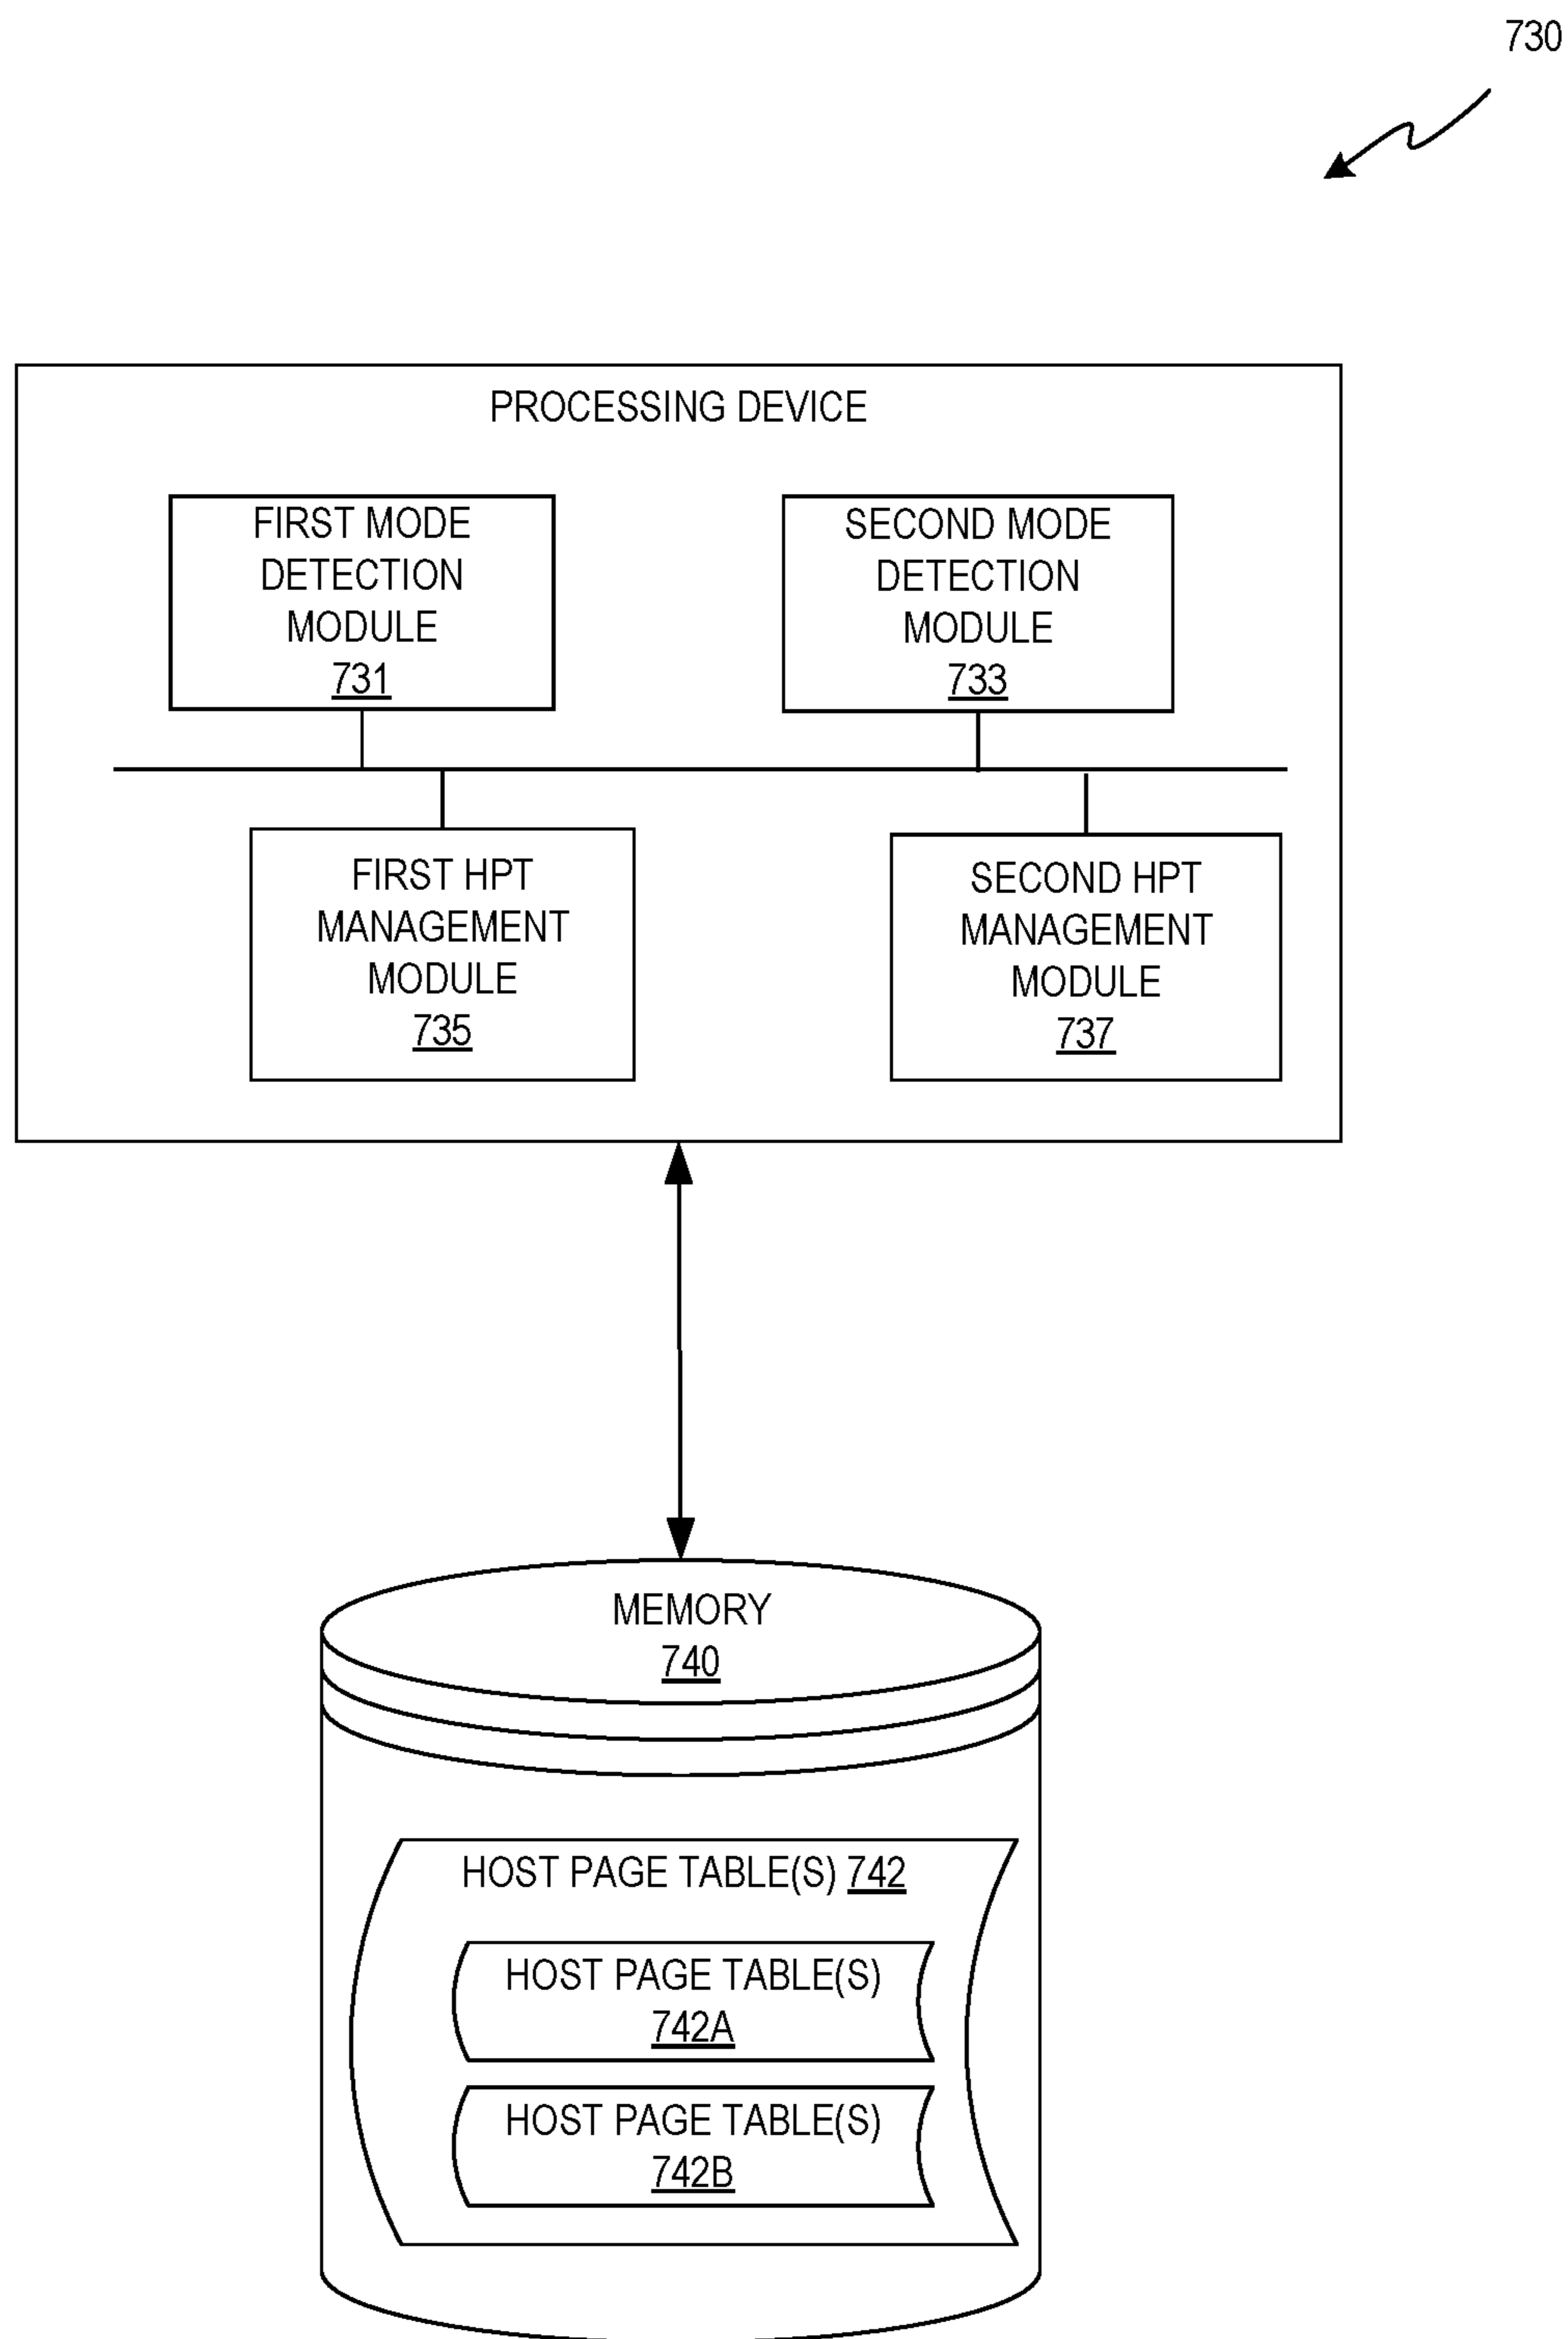 730
PROCESSING DEVICE
FIRST MODE
DETECTION
MODULE
731
SECOND MODE
DETECTION
MODULE
733
FIRST HPT
MANAGEMENT
MODULE
735
SECOND HPT
MANAGEMENT
MODULE
737
MEMORY
740
HOST PAGE TABLE(S) 742
HOST PAGE TABLE(S)
742A
HOST PAGE TABLE(S)
742B